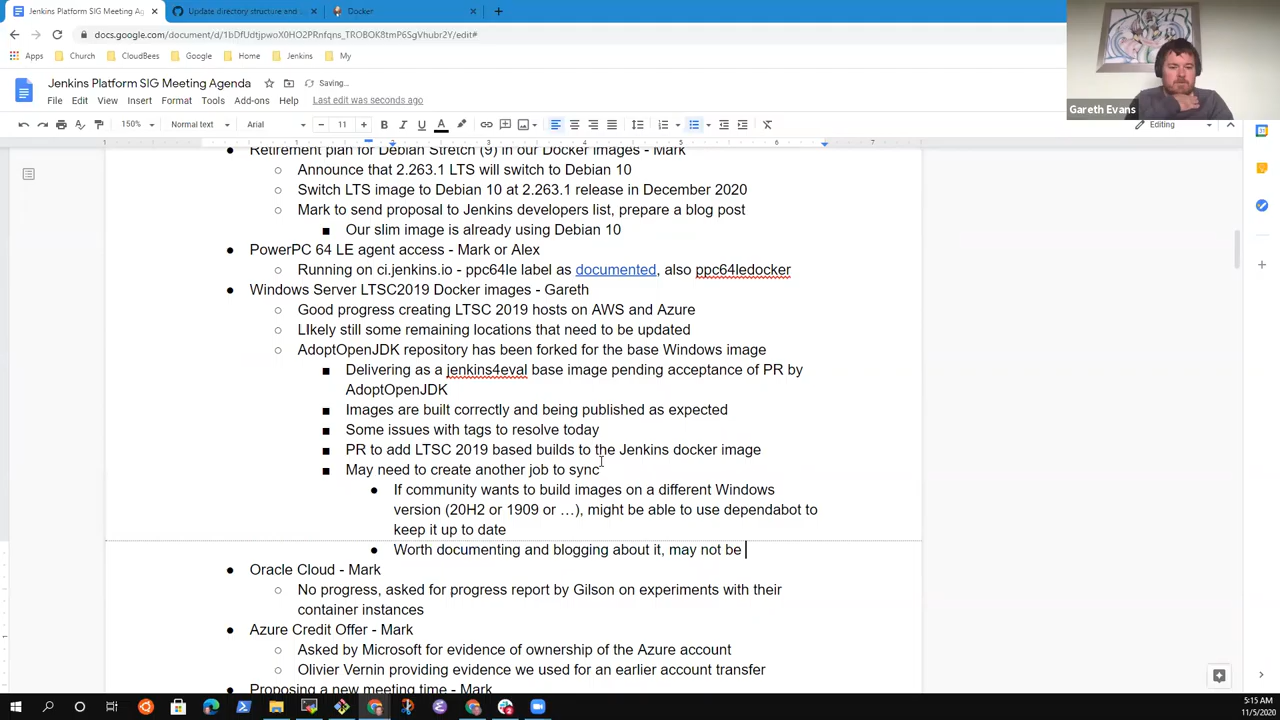 Jenkins Platform SIG Meeting Ag
Update directory structure and
Docker
docs.google.com/document/d/1bDfUdtjpwoX0HO2PRnfqns_TROBOK8tmP6SgVhubr2Y/edit#
Apps Church CloudBees Google Home Jenkins My
Jenkins Platform SIG Meeting Agenda Saving...
File Edit View Insert Format Tools Add-ons Help Last edit was seconds ago
Gareth Evans
150% Normal text Arial 11 B I U A Editing
1 2 3 4 5 6 7
Retirement plan for Debian Stretch (9) in our Docker images - Mark
Announce that 2.263.1 LTS will switch to Debian 10
Switch LTS image to Debian 10 at 2.263.1 release in December 2020
Mark to send proposal to Jenkins developers list, prepare a blog post
Our slim image is already using Debian 10
PowerPC 64 LE agent access - Mark or Alex
Running on ci.jenkins.io - ppc64le label as documented, also ppc64ledocker
Windows Server LTSC2019 Docker images - Gareth
Good progress creating LTSC 2019 hosts on AWS and Azure
LIkely still some remaining locations that need to be updated
AdoptOpenJDK repository has been forked for the base Windows image
Delivering as a jenkins4eval base image pending acceptance of PR by
AdoptOpenJDK
Images are built correctly and being published as expected
Some issues with tags to resolve today
PR to add LTSC 2019 based builds to the Jenkins docker image
May need to create another job to sync
If community wants to build images on a different Windows
version (20H2 or 1909 or …), might be able to use dependabot to
keep it up to date
Worth documenting and blogging about it, may not be
Oracle Cloud - Mark
No progress, asked for progress report by Gilson on experiments with their
container instances
Azure Credit Offer - Mark
Asked by Microsoft for evidence of ownership of the Azure account
Olivier Vernin providing evidence we used for an earlier account transfer
Proposing a new meeting time - Mark
5:15 AM
11/5/2020